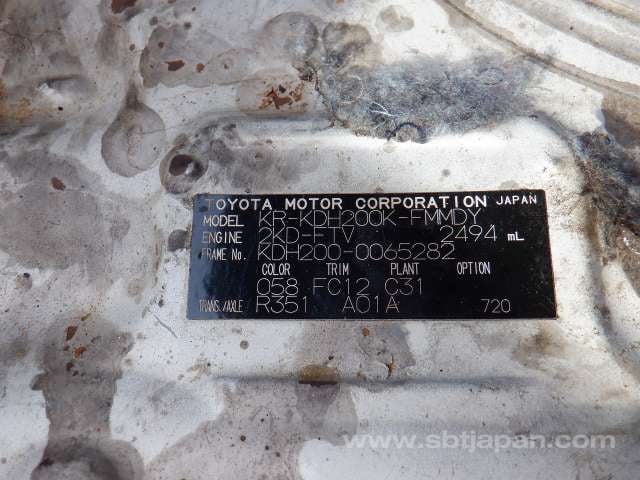 TOYOTA MOTOR CORPORATION JAPAN
MODEL KR-KDH200K-FMMDY
ENGINE 2KD-FTV 2494 mL
FRAME No. KDH200-0065282
COLOR TRIM PLANT OPTION
058 FC12 C31
TRANS./AXLE R351 A01A 720
www.sbtjapan.com